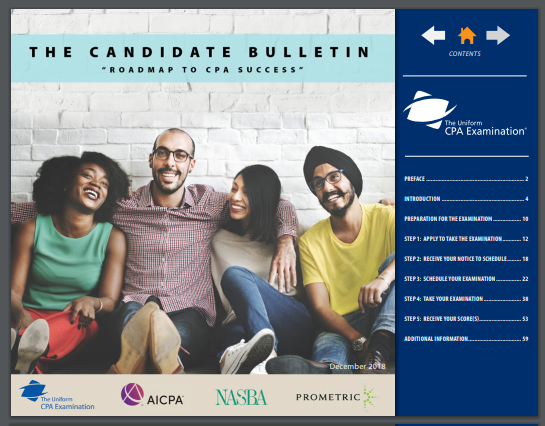 THE CANDIDATE BULLETIN
"ROADMAP TO CPA SUCCESS"
December 2018
The Uniform
CPA Examination
AICPA
NASBA
PROMETRIC
CONTENTS
The Uniform
CPA Examination®
PREFACE ........ 2
INTRODUCTION ........ 4
PREPARATION FOR THE EXAMINATION ........ 10
STEP 1: APPLY TO TAKE THE EXAMINATION ........ 12
STEP 2: RECEIVE YOUR NOTICE TO SCHEDULE ........ 18
STEP 3: SCHEDULE YOUR EXAMINATION ........ 22
STEP 4: TAKE YOUR EXAMINATION ........ 38
STEP 5: RECEIVE YOUR SCORE(S) ........ 53
ADDITIONAL INFORMATION ........ 59